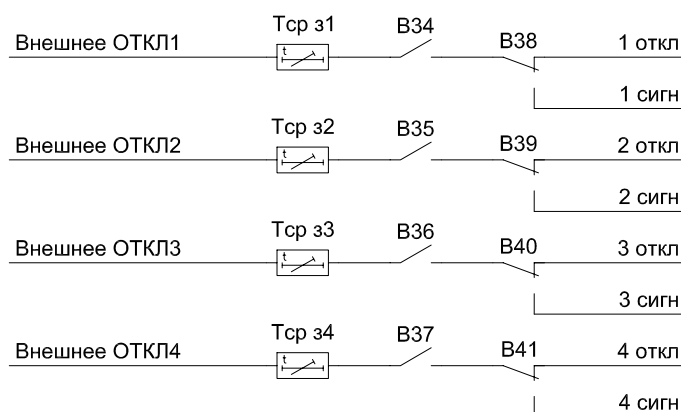 Внешнее ОТКЛ1 Тср з1 В34 В38 1 откл
t
1 сигн
Внешнее ОТКЛ2 Тср з2 В35 В39 2 откл
t
2 сигн
Внешнее ОТКЛ3 Тср з3 В36 В40 3 откл
t
3 сигн
Внешнее ОТКЛ4 Тср з4 В37 В41 4 откл
t
4 сигн